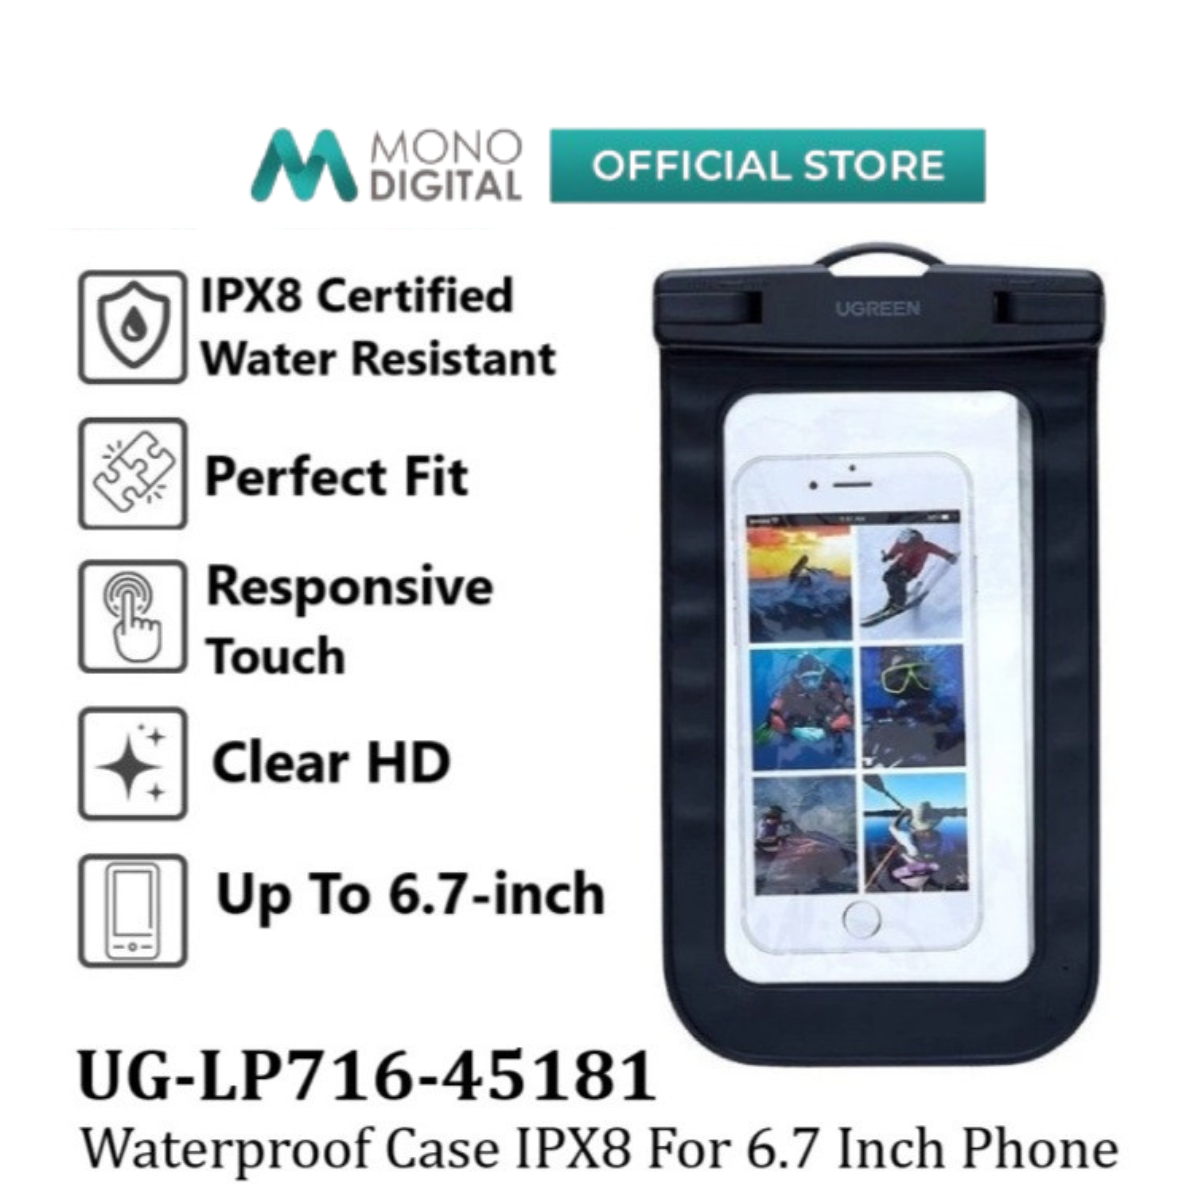 MONO
DIGITAL
OFFICIAL STORE
IPX8 Certified
Water Resistant
UGREEN
Perfect Fit
Responsive
Touch
Clear HD
Up To 6.7-inch
UG-LP716-45181
Waterproof Case IPX8 For 6.7 Inch Phone